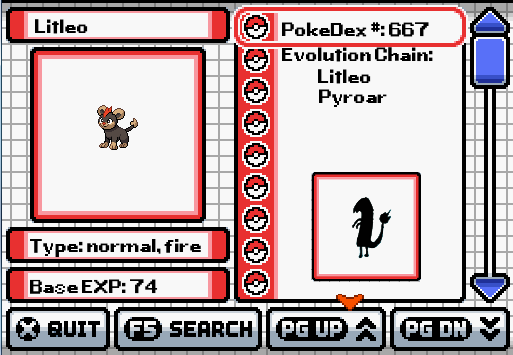 Litleo
PokeDex #: 667
Evolution Chain:
Litleo
Pyroar
Type: normal, fire
Base EXP: 74
X QUIT
F5 SEARCH
PG UP
PG DN